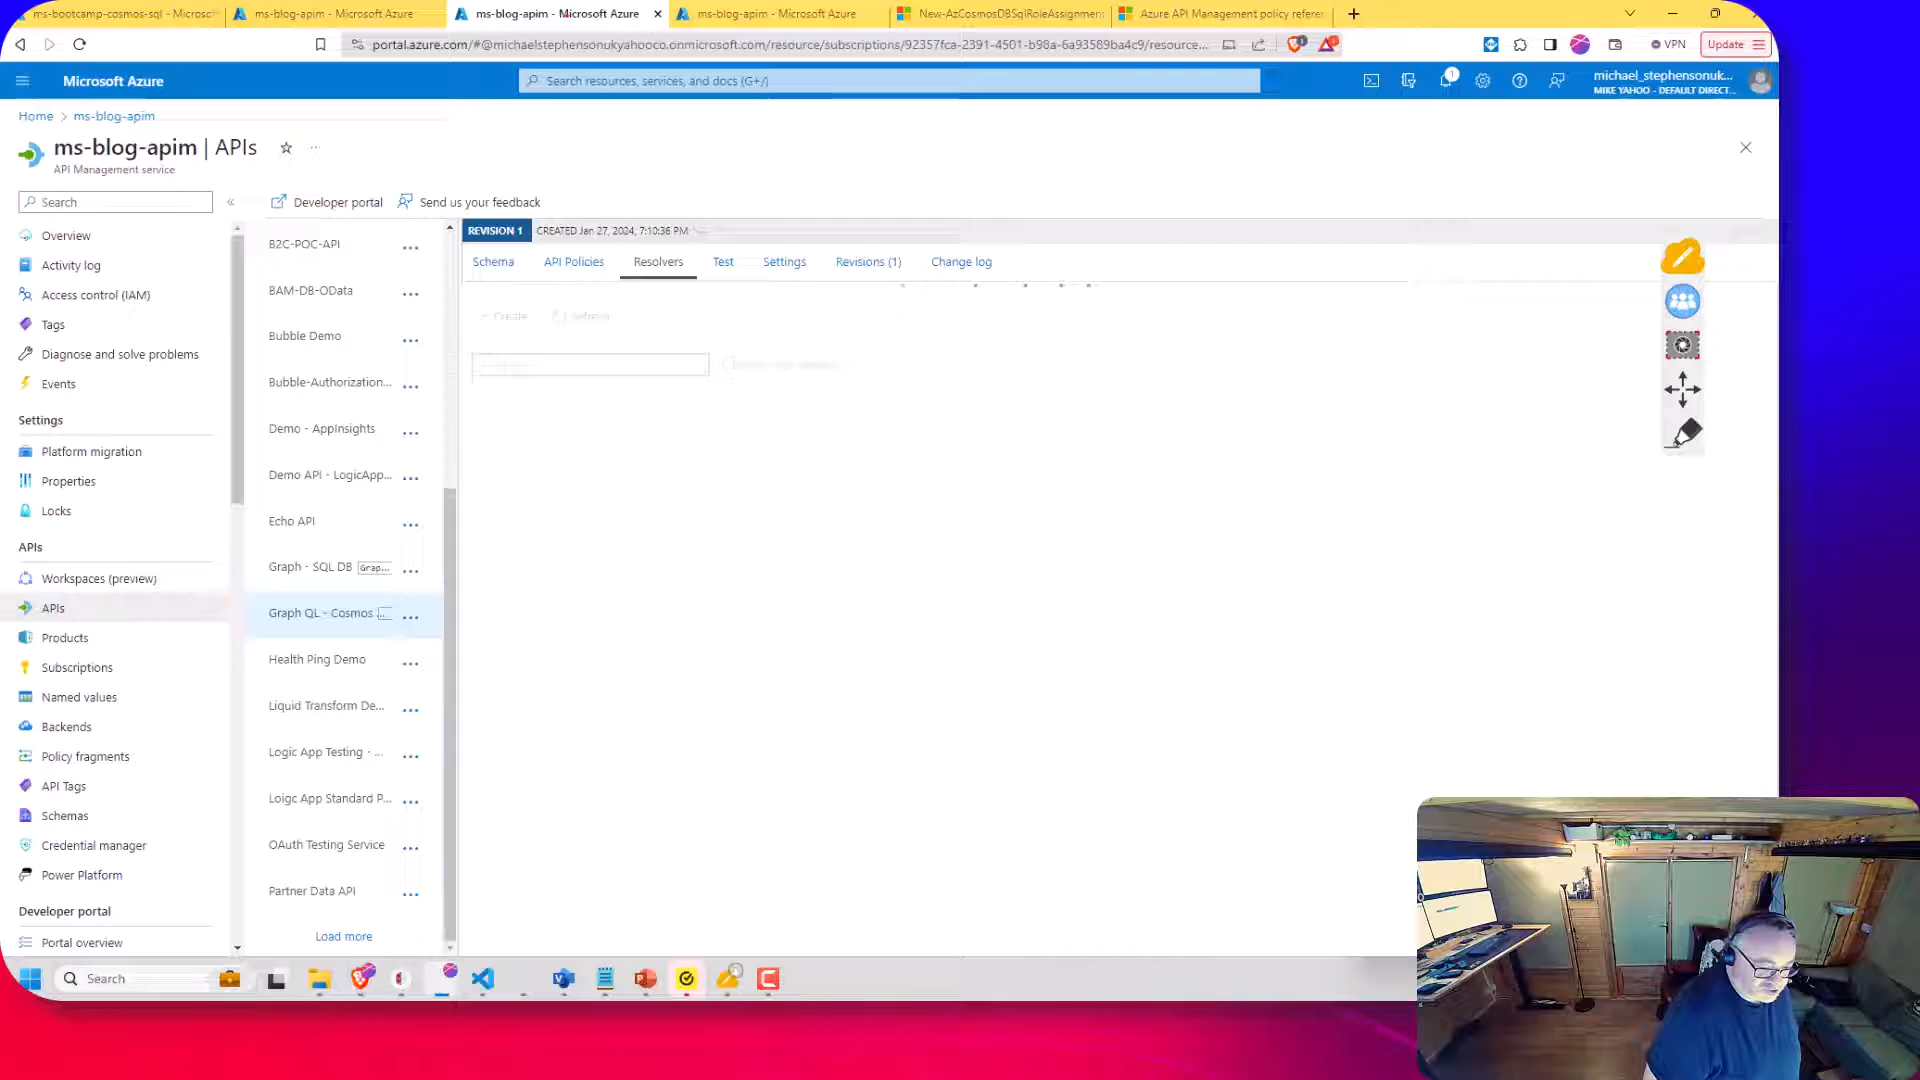 ms-bootcamp-cosmos-sql - Micros
ms-blog-apim - Microsoft Azure
ms-blog-apim - Microsoft Azure
ms-blog-apim - Microsoft Azure
New-AzCosmosDBSqlRoleAssignment
Azure API Management policy refere
portal.azure.com/#@michaelstephensonukyahooco.onmicrosoft.com/resource/subscriptions/92357fca-2391-4501-b98a-6a93589ba4c9/resource...
VPN
Update
Microsoft Azure
Search resources, services, and docs (G+/)
1
michael_stephensonuk...
MIKE YAHOO - DEFAULT DIRECT...
Home > ms-blog-apim
ms-blog-apim | APIs
API Management service
Search
Developer portal
Send us your feedback
Overview
Activity log
Access control (IAM)
Tags
Diagnose and solve problems
Events
Settings
Platform migration
Properties
Locks
APIs
Workspaces (preview)
APIs
Products
Subscriptions
Named values
Backends
Policy fragments
API Tags
Schemas
Credential manager
Power Platform
Developer portal
Portal overview
B2C-POC-API
BAM-DB-OData
Bubble Demo
Bubble-Authorization...
Demo - AppInsights
Demo API - LogicApp...
Echo API
Graph - SQL DB Grap...
Graph QL - Cosmos ...
Health Ping Demo
Liquid Transform De...
Logic App Testing - ...
Loigc App Standard P...
OAuth Testing Service
Partner Data API
Load more
REVISION 1
CREATED Jan 27, 2024, 7:10:36 PM
Schema
API Policies
Resolvers
Test
Settings
Revisions (1)
Change log
Create
Refresh
Search